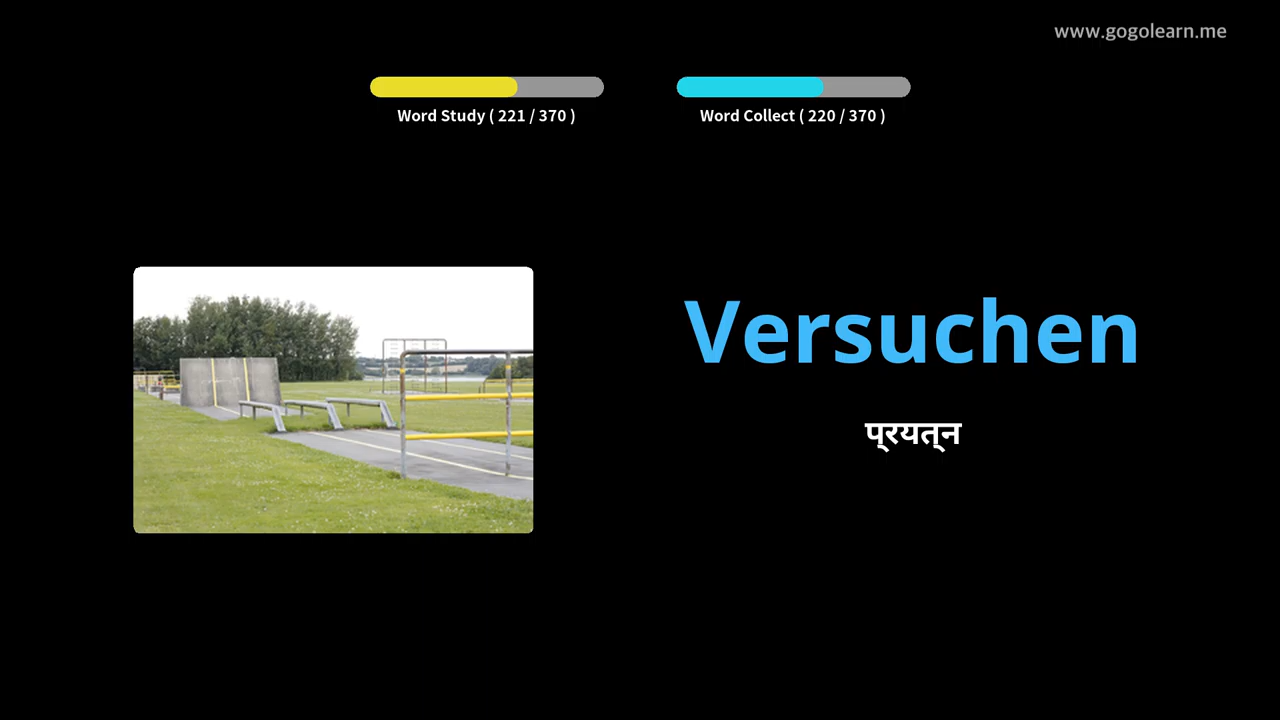 www.gogolearn.me
Word Study ( 221 / 370 )
Word Collect ( 220 / 370 )
Versuchen
प्रयत्न